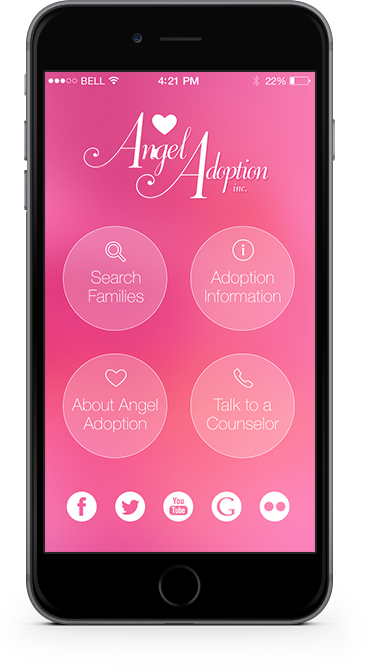 BELL 4:21 PM 22%
Angel
Adoption
inc.
Search
Families
Adoption
Information
About Angel
Adoption
Talk to a
Counselor
f You
Tube G